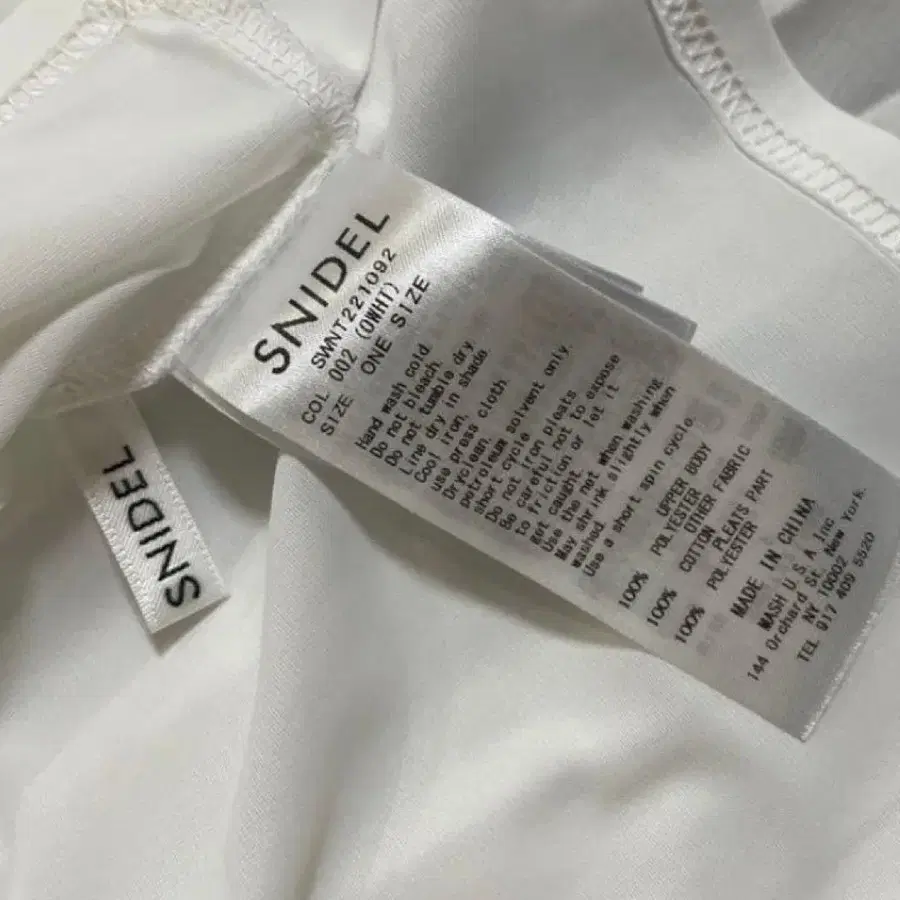 SNIDEL
SWNT221092
COL 002 (OWHT)
SIZE ONE SIZE
Hand wash cold.
Do not bleach.
Do not tumble dry.
Line dry in shade.
Cool iron,
use press cloth.
Dryclean,
petroleum solvent only.
short cycle
Do not iron pleats
Be careful not to expose
to friction or let it
get caught.
Use the net when washing
May shrink slightly when
washed
Use a short spin cycle.
UPPER BODY
100% POLYESTER
OTHER FABRIC
100% COTTON
PLEATS PART
100% POLYESTER
MADE IN CHINA
MASH U.S.A, Inc
144 Orchard St, New York,
NY 10002
TEL 917 409 5520
SNIDEL